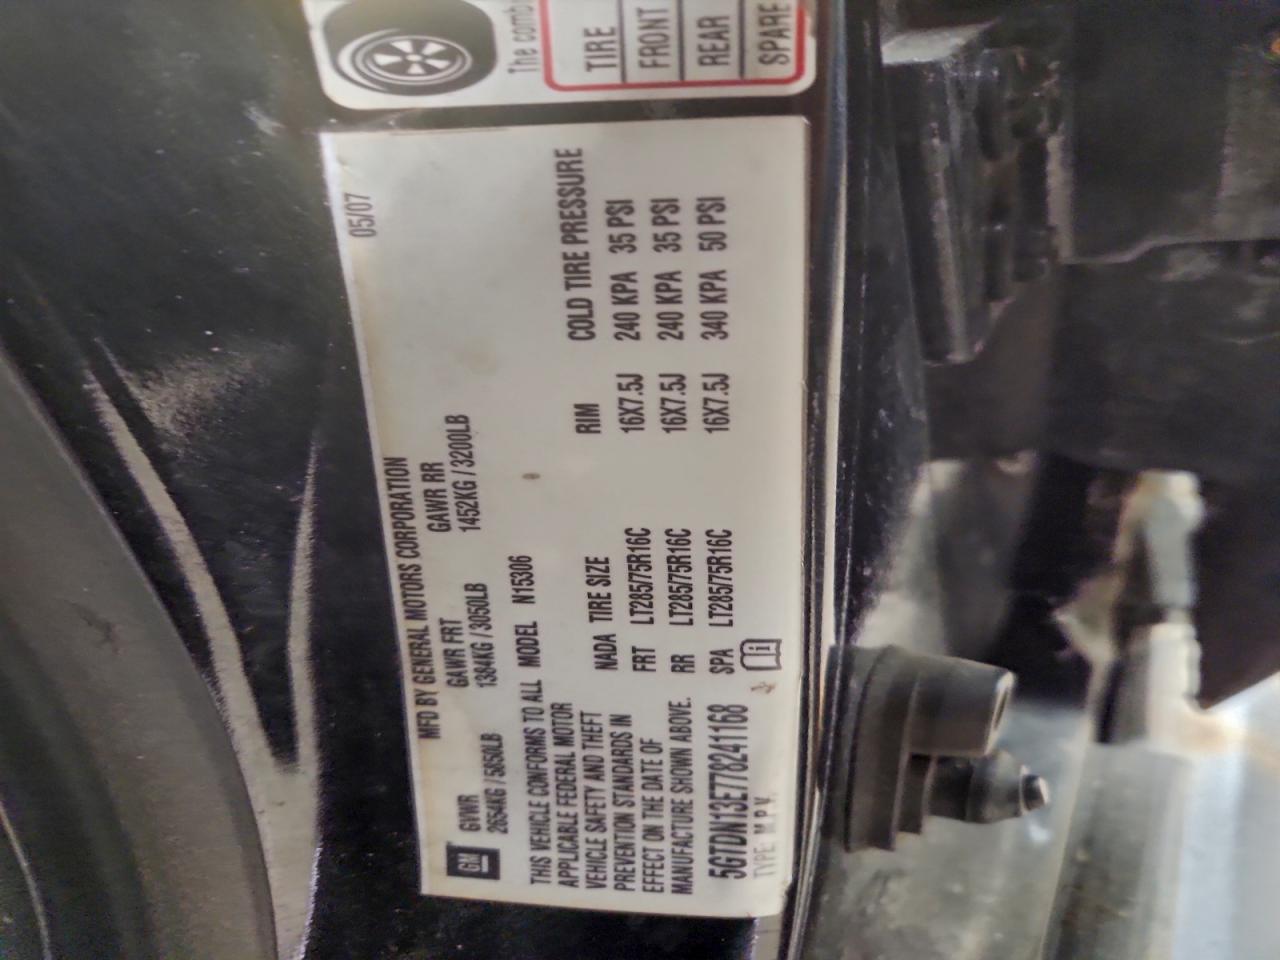 The comb
TIRE
FRONT
REAR
SPARE
05/07
MFD BY GENERAL MOTORS CORPORATION
GM
GVWR GAWR FRT GAWR RR
2654KG / 5850LB 1384KG / 3050LB 1452KG / 3200LB
THIS VEHICLE CONFORMS TO ALL
APPLICABLE FEDERAL MOTOR
VEHICLE SAFETY AND THEFT
PREVENTION STANDARDS IN
EFFECT ON THE DATE OF
MANUFACTURE SHOWN ABOVE.
MODEL N15306
NADA TIRE SIZE RIM COLD TIRE PRESSURE
FRT LT285/75R16C 16X7.5J 240 KPA 35 PSI
RR LT285/75R16C 16X7.5J 240 KPA 35 PSI
SPA LT285/75R16C 16X7.5J 340 KPA 50 PSI
5GTDN13E778241168
TYPE: M.P.V.